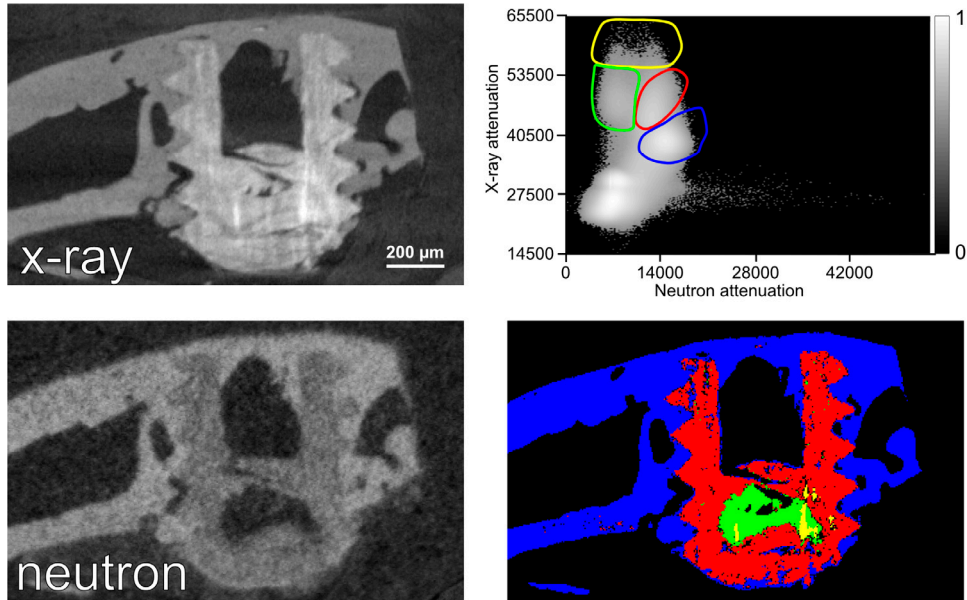 x-ray
200 µm
65500
53500
40500
27500
14500
X-ray attenuation
0
14000
28000
42000
Neutron attenuation
1
0
neutron